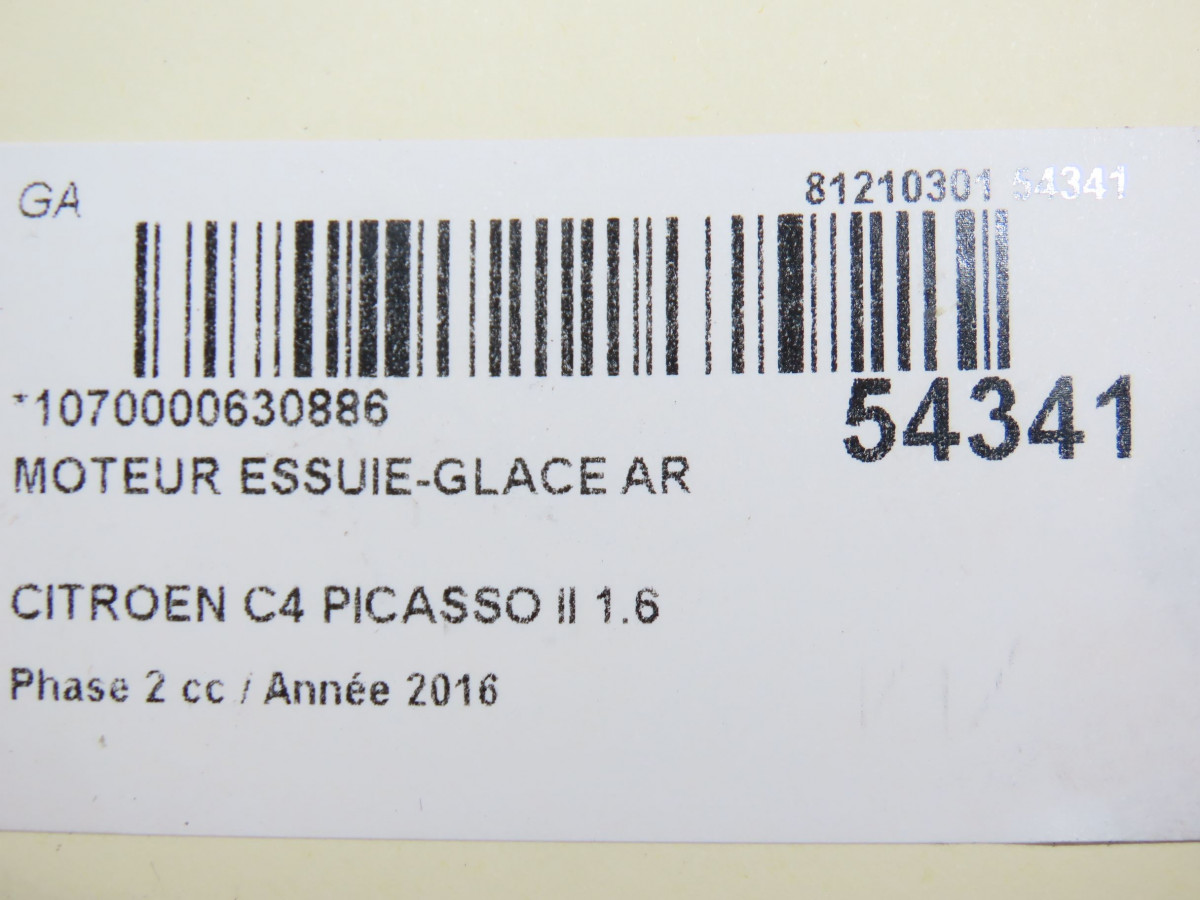 GA
81210301 54341
*1070000630886
54341
MOTEUR ESSUIE-GLACE AR
CITROEN C4 PICASSO II 1.6
Phase 2 cc / Année 2016